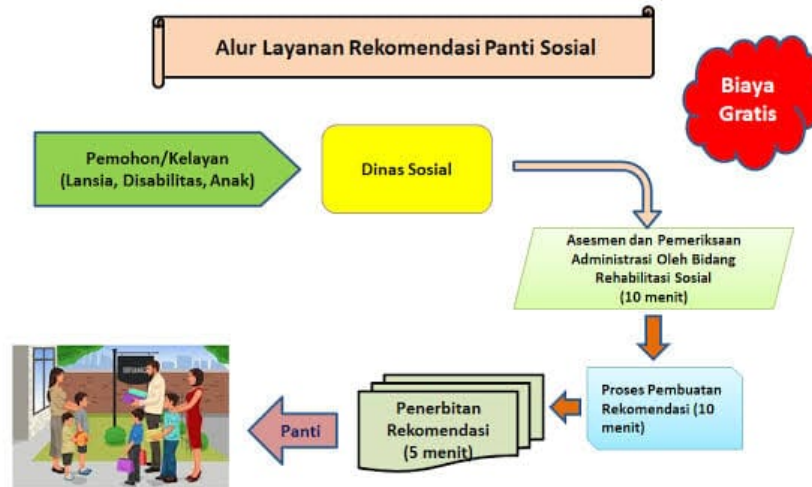 Alur Layanan Rekomendasi Panti Sosial
Biaya
Gratis
Pemohon/Kelayan
(Lansia, Disabilitas, Anak)
Dinas Sosial
Asesmen dan Pemeriksaan
Administrasi Oleh Bidang
Rehabilitasi Sosial
(10 menit)
Proses Pembuatan
Rekomendasi (10
menit)
Penerbitan
Rekomendasi
(5 menit)
Panti